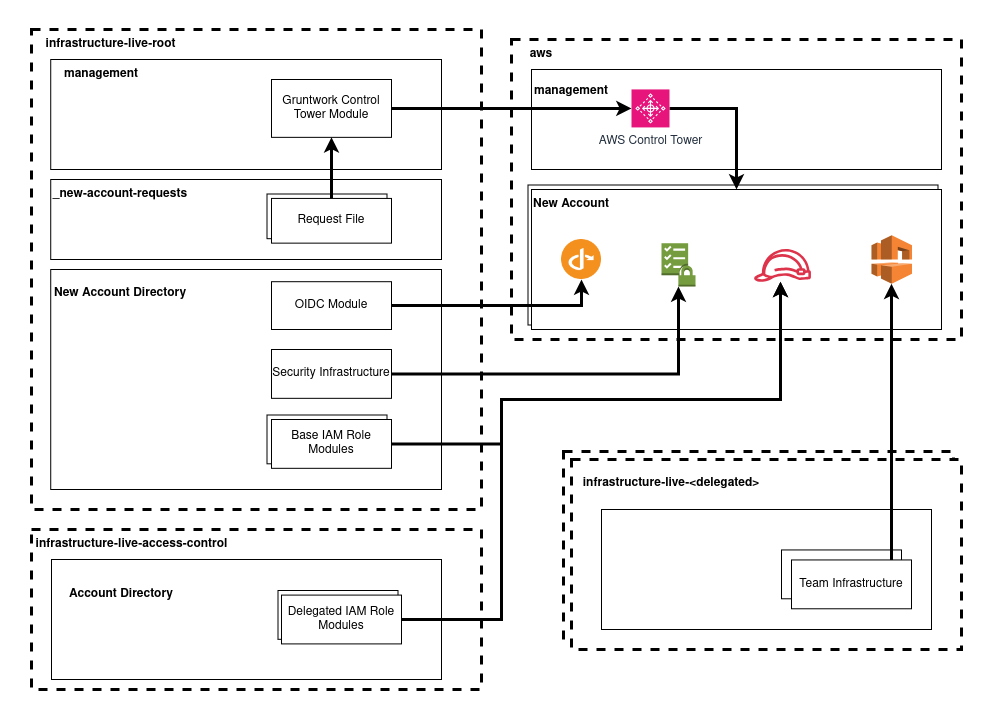 infrastructure-live-root
management
Gruntwork Control
Tower Module
_new-account-requests
Request File
New Account Directory
OIDC Module
Security Infrastructure
Base IAM Role
Modules
infrastructure-live-access-control
Account Directory
Delegated IAM Role
Modules
aws
management
AWS Control Tower
New Account
infrastructure-live-<delegated>
Team Infrastructure